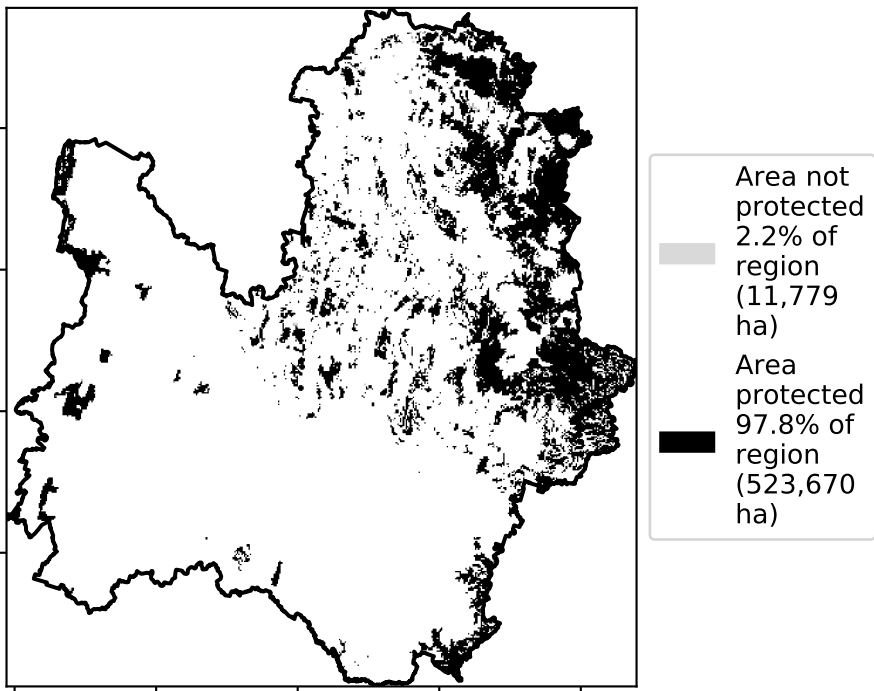 Area not
protected
2.2% of
region
(11,779
ha)
Area
protected
97.8% of
region
(523,670
ha)